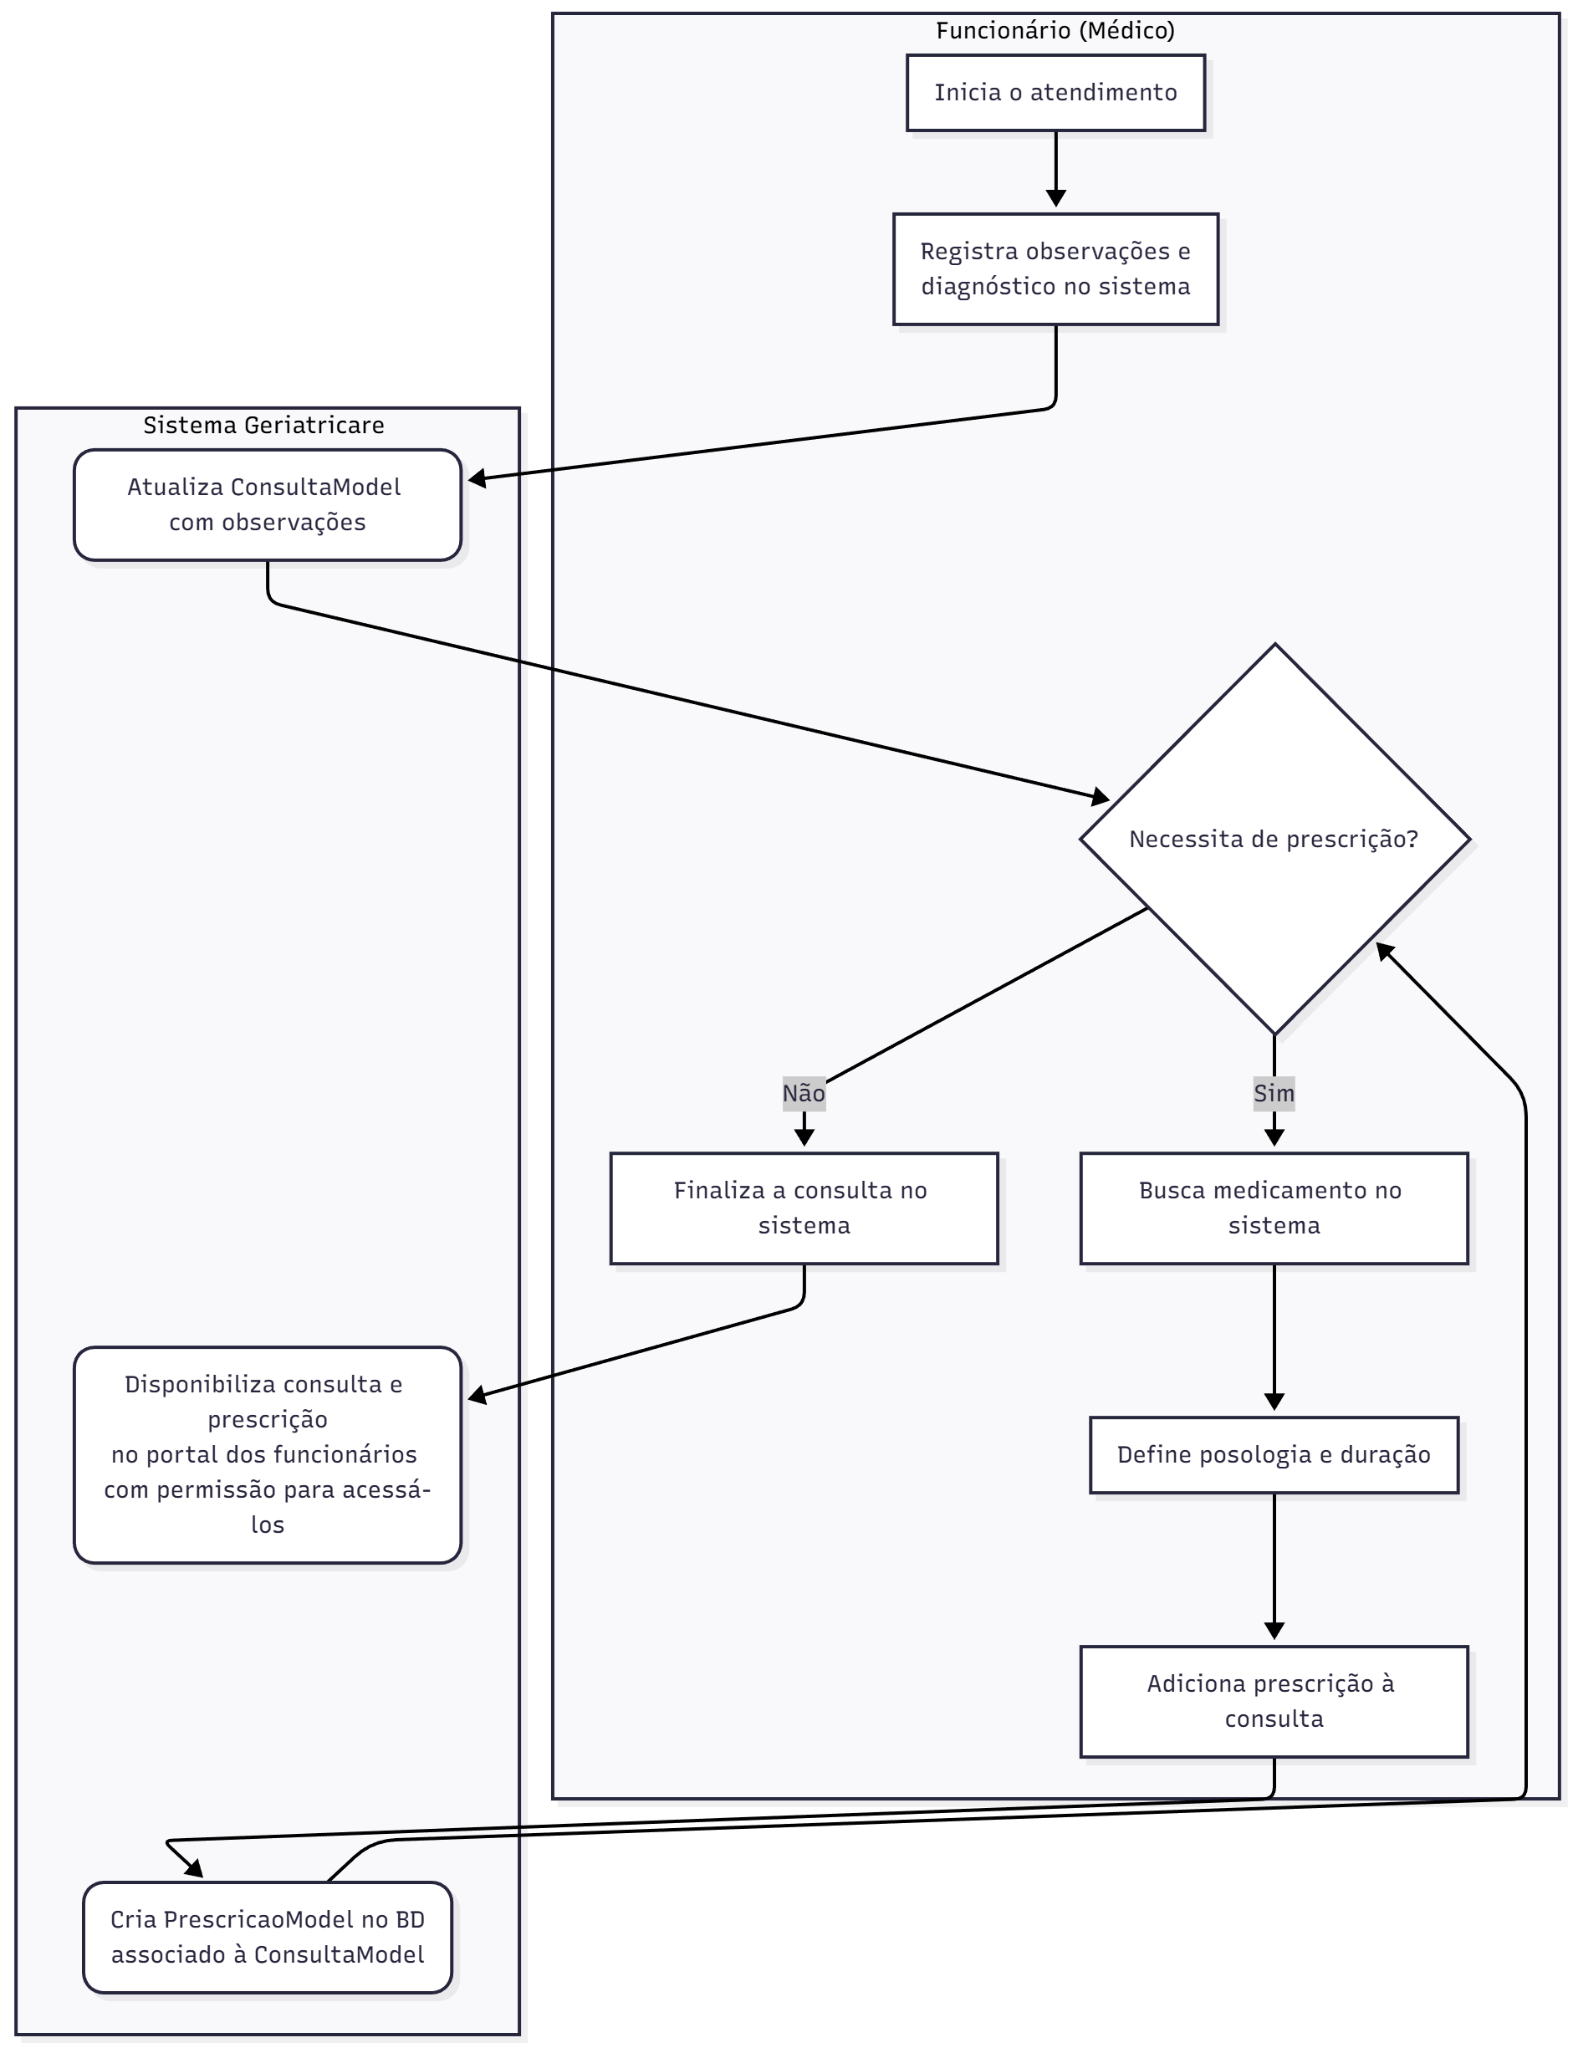 Funcionário (Médico)
Inicia o atendimento
Registra observações e
diagnóstico no sistema
Sistema Geriatricare
Atualiza ConsultaModel
com observações
Necessita de prescrição?
Não
Sim
Finaliza a consulta no
sistema
Busca medicamento no
sistema
Disponibiliza consulta e
prescrição
no portal dos funcionários
com permissão para acessá-
los
Define posologia e duração
Adiciona prescrição à
consulta
Cria PrescricaoModel no BD
associado à ConsultaModel